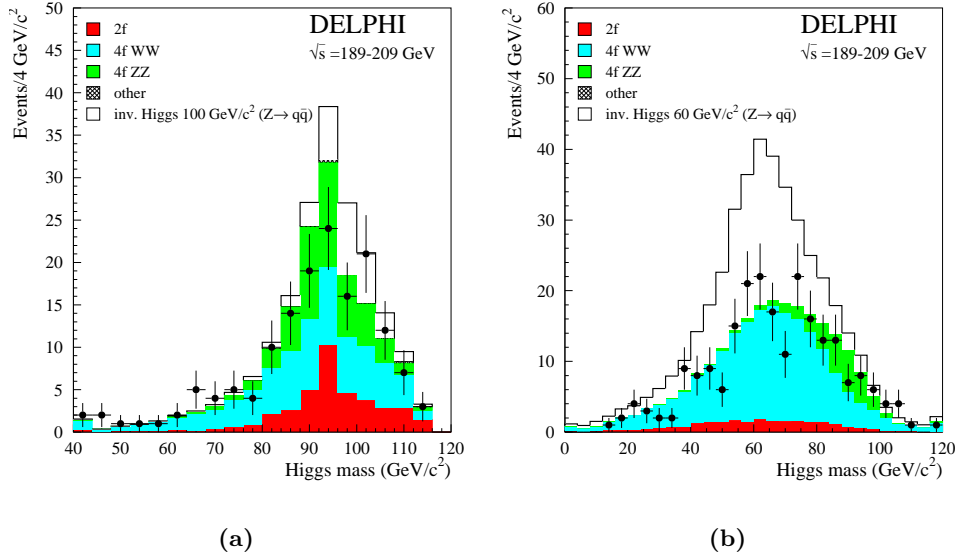 DELPHI
√s =189-209 GeV
2f
4f WW
4f ZZ
other
inv. Higgs 100 GeV/c² (Z→ qq̄)
Events/4 GeV/c²
50
45
40
35
30
25
20
15
10
5
0
40 50 60 70 80 90 100 110 120
Higgs mass (GeV/c²)
(a)
DELPHI
√s =189-209 GeV
2f
4f WW
4f ZZ
other
inv. Higgs 60 GeV/c² (Z→ qq̄)
Events/4 GeV/c²
60
50
40
30
20
10
0
0 20 40 60 80 100 120
Higgs mass (GeV/c²)
(b)